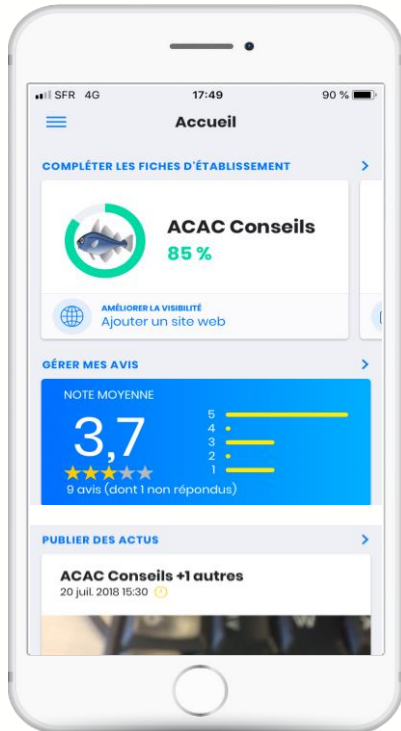 SFR 4G 17:49 90 %
Accueil
COMPLÉTER LES FICHES D'ÉTABLISSEMENT
ACAC Conseils
85 %
AMÉLIORER LA VISIBILITÉ
Ajouter un site web
GÉRER MES AVIS
NOTE MOYENNE
3,7
5
4
3
2
1
9 avis (dont 1 non répondus)
PUBLIER DES ACTUS
ACAC Conseils +1 autres
20 juil. 2018 15:30